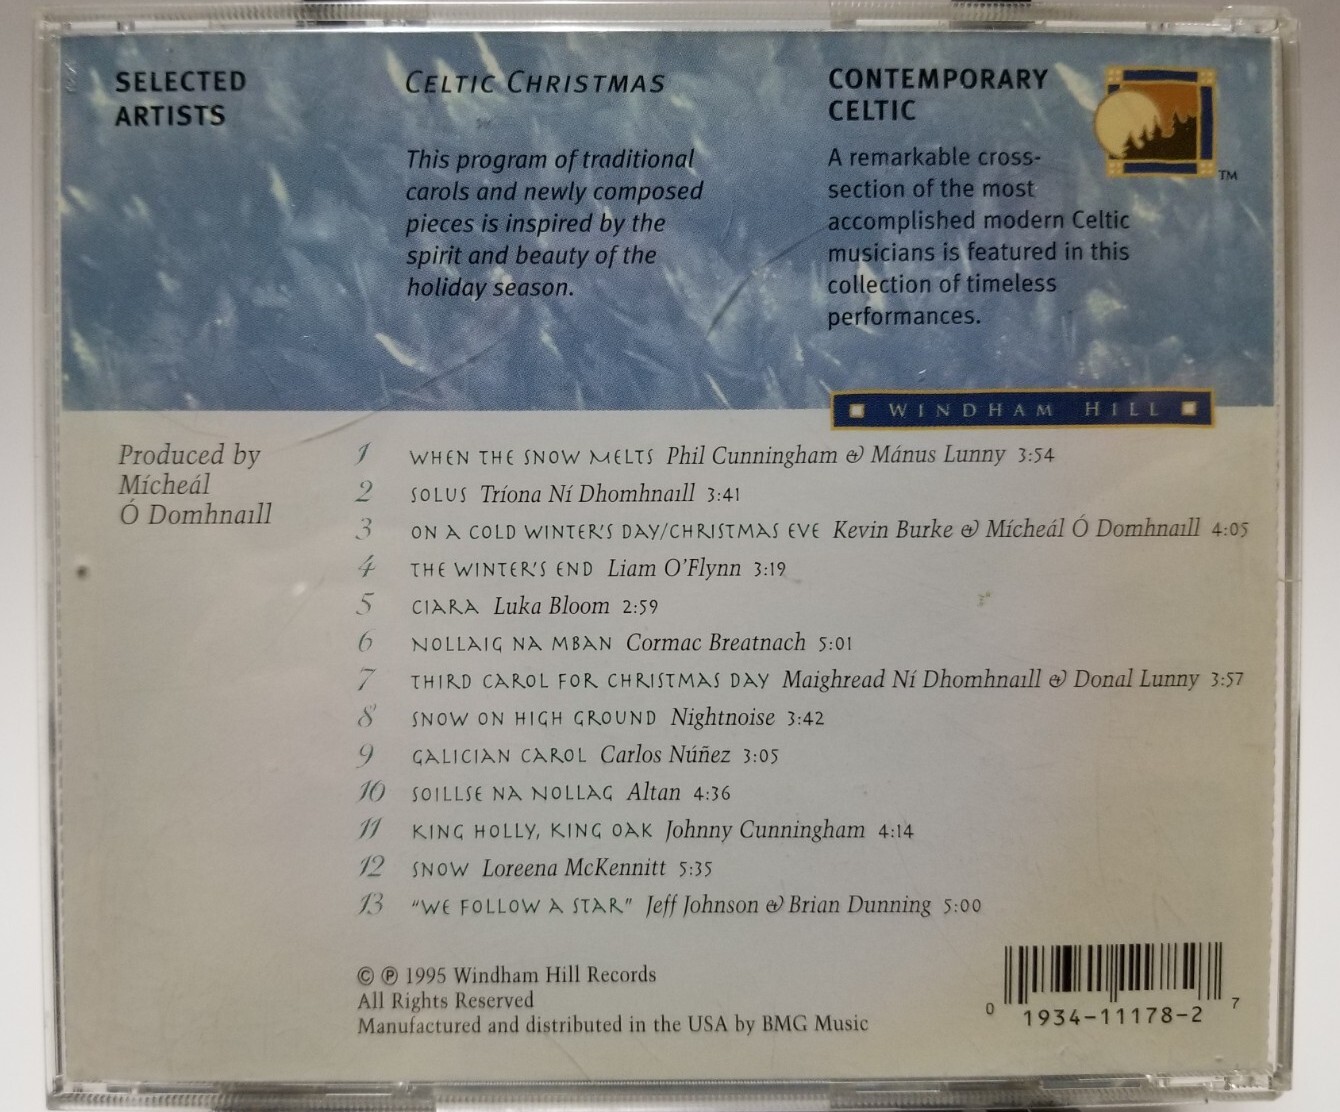 SELECTED
ARTISTS
CELTIC CHRISTMAS
This program of traditional
carols and newly composed
pieces is inspired by the
spirit and beauty of the
holiday season.
CONTEMPORARY
CELTIC
A remarkable cross-
section of the most
accomplished modern Celtic
musicians is featured in this
collection of timeless
performances.
TM
WINDHAM HILL
Produced by
Mícheál
Ó Domhnaıll
1 WHEN THE SNOW MELTS Phil Cunningham & Mánus Lunny 3:54
2 SOLUS Tríona Ní Dhomhnaıll 3:41
3 ON A COLD WINTER'S DAY/CHRISTMAS EVE Kevin Burke & Mícheál Ó Domhnaıll 4:05
4 THE WINTER'S END Liam O'Flynn 3:19
5 CIARA Luka Bloom 2:59
6 NOLLAIG NA MBAN Cormac Breatnach 5:01
7 THIRD CAROL FOR CHRISTMAS DAY Maighread Ní Dhomhnaıll & Donal Lunny 3:57
8 SNOW ON HIGH GROUND Nightnoise 3:42
9 GALICIAN CAROL Carlos Núñez 3:05
10 SOILLSE NA NOLLAG Altan 4:36
11 KING HOLLY, KING OAK Johnny Cunningham 4:14
12 SNOW Loreena McKennitt 5:35
13 "WE FOLLOW A STAR" Jeff Johnson & Brian Dunning 5:00
© ℗ 1995 Windham Hill Records
All Rights Reserved
Manufactured and distributed in the USA by BMG Music
0 1934-11178-2 7